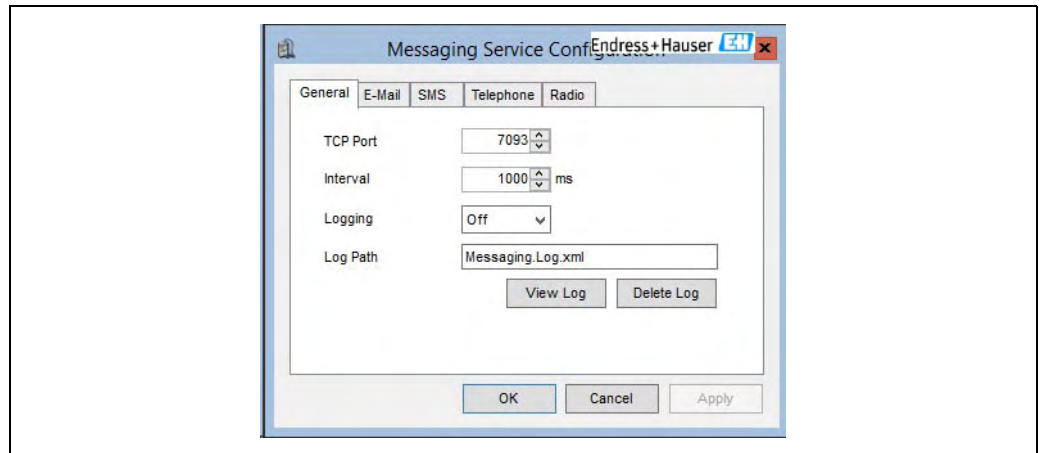 Messaging Service Configuration
Endress+Hauser EH
General E-Mail SMS Telephone Radio
TCP Port 7093
Interval 1000 ms
Logging Off
Log Path Messaging.Log.xml
View Log Delete Log
OK Cancel Apply